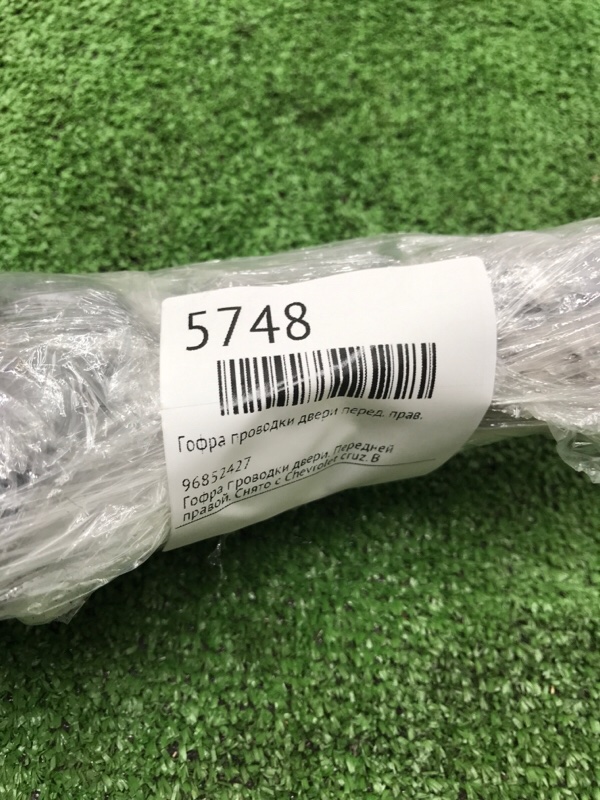 5748
Гофра проводки двери перед. прав.
96852427
Гофра проводки двери, передней
правой. Снято с Chevrolet cruz. В